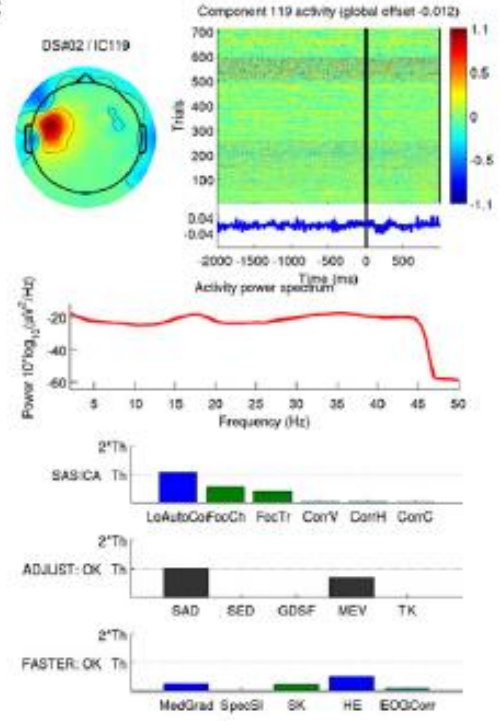 Component 119 activity (global offset -0.012)
DS#02 / IC119
Trials
700
600
500
400
300
200
100
1.1
0.5
0
-0.5
-1.1
0.04
-0.04
-2000 -1500 -1000 -500 0 500
Time (ms)
Activity power spectrum
Power 10*log10(µV²/Hz)
-20
-40
-60
5 10 15 20 25 30 35 40 45 50
Frequency (Hz)
2*Th
SASICA Th
LoAutoCor FocCh FocTr CorrV CorrH CorrC
2*Th
ADJUST: OK Th
SAD SED GDSF MEV TK
2*Th
FASTER: OK Th
MedGrad SpecSl SK HE EOGCorr